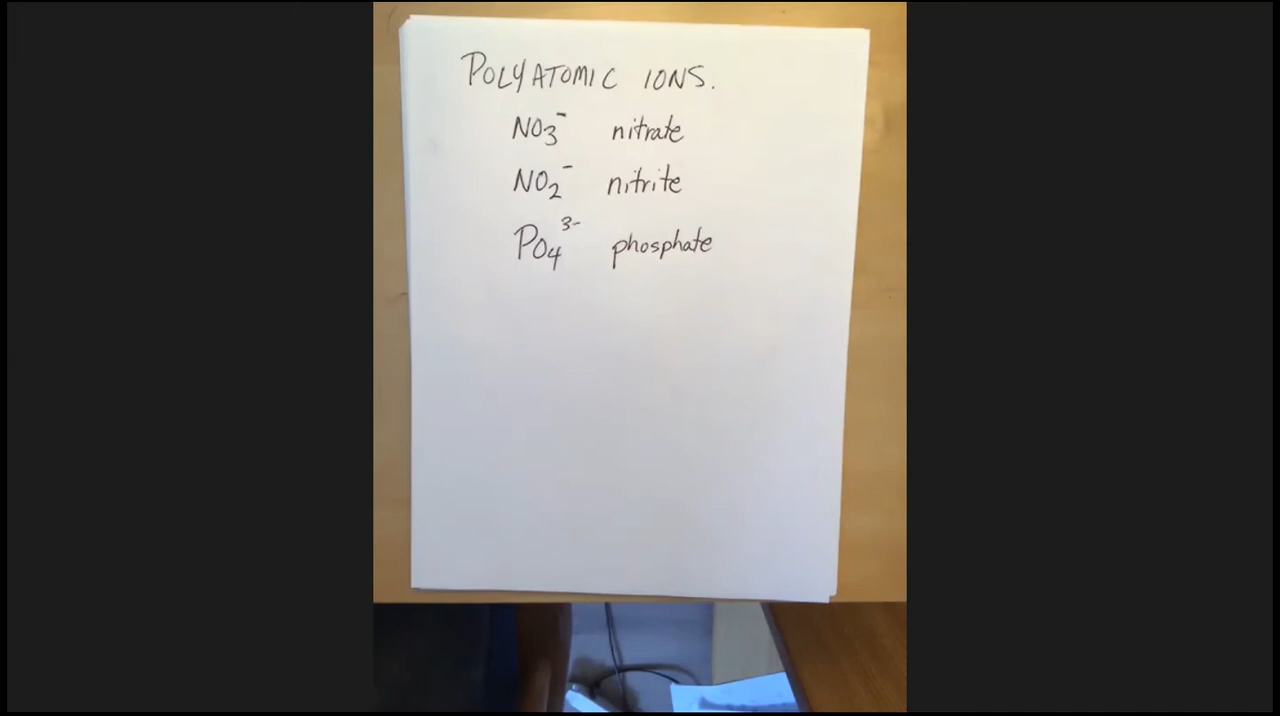 POLYATOMIC IONS.
NO₃⁻ nitrate
NO₂⁻ nitrite
PO₄³⁻ phosphate